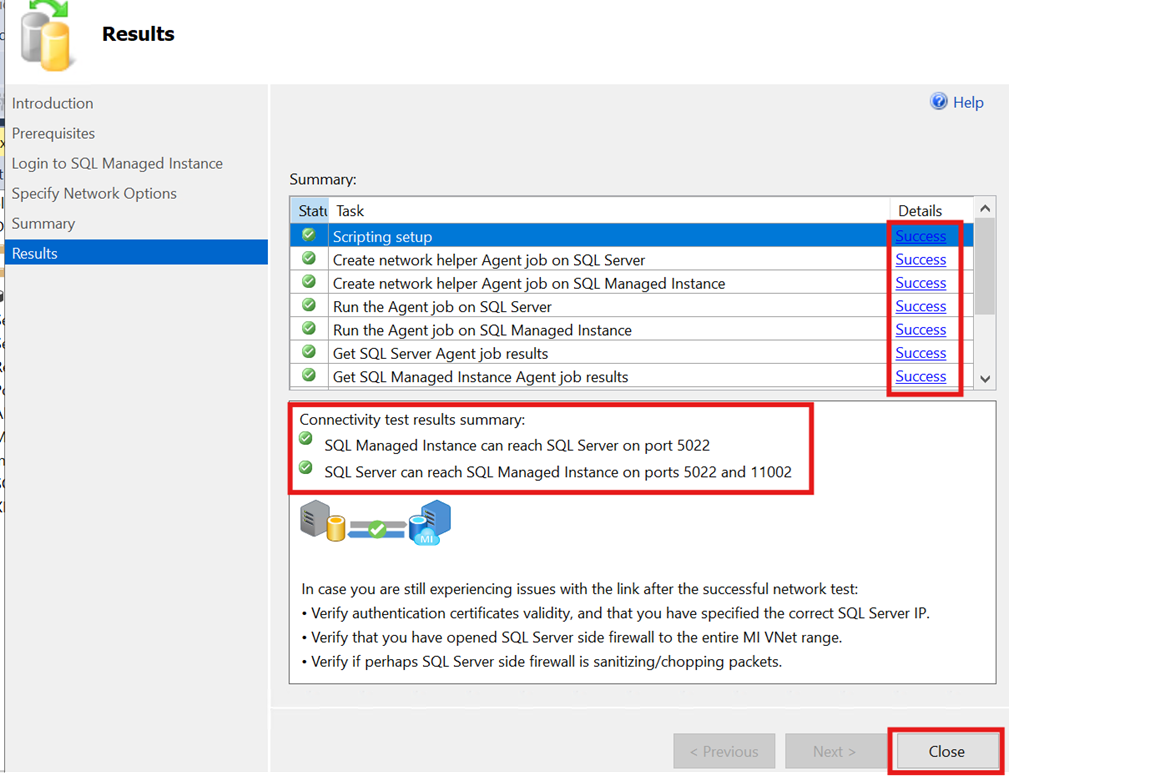 Results
Introduction
Prerequisites
Login to SQL Managed Instance
Specify Network Options
Summary
Results
Help
Summary:
Statu Task Details
Scripting setup Success
Create network helper Agent job on SQL Server Success
Create network helper Agent job on SQL Managed Instance Success
Run the Agent job on SQL Server Success
Run the Agent job on SQL Managed Instance Success
Get SQL Server Agent job results Success
Get SQL Managed Instance Agent job results Success
Connectivity test results summary:
SQL Managed Instance can reach SQL Server on port 5022
SQL Server can reach SQL Managed Instance on ports 5022 and 11002
MI
In case you are still experiencing issues with the link after the successful network test:
• Verify authentication certificates validity, and that you have specified the correct SQL Server IP.
• Verify that you have opened SQL Server side firewall to the entire MI VNet range.
• Verify if perhaps SQL Server side firewall is sanitizing/chopping packets.
< Previous Next > Close